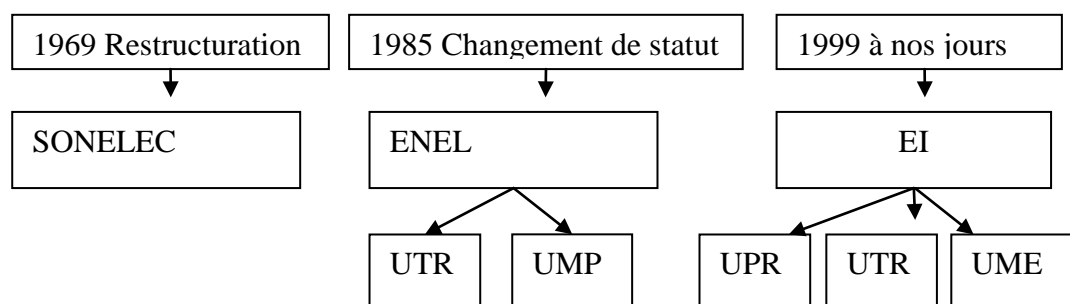 1969 Restructuration
1985 Changement de statut
1999 à nos jours
SONELEC
ENEL
EI
UTR
UMP
UPR
UTR
UME